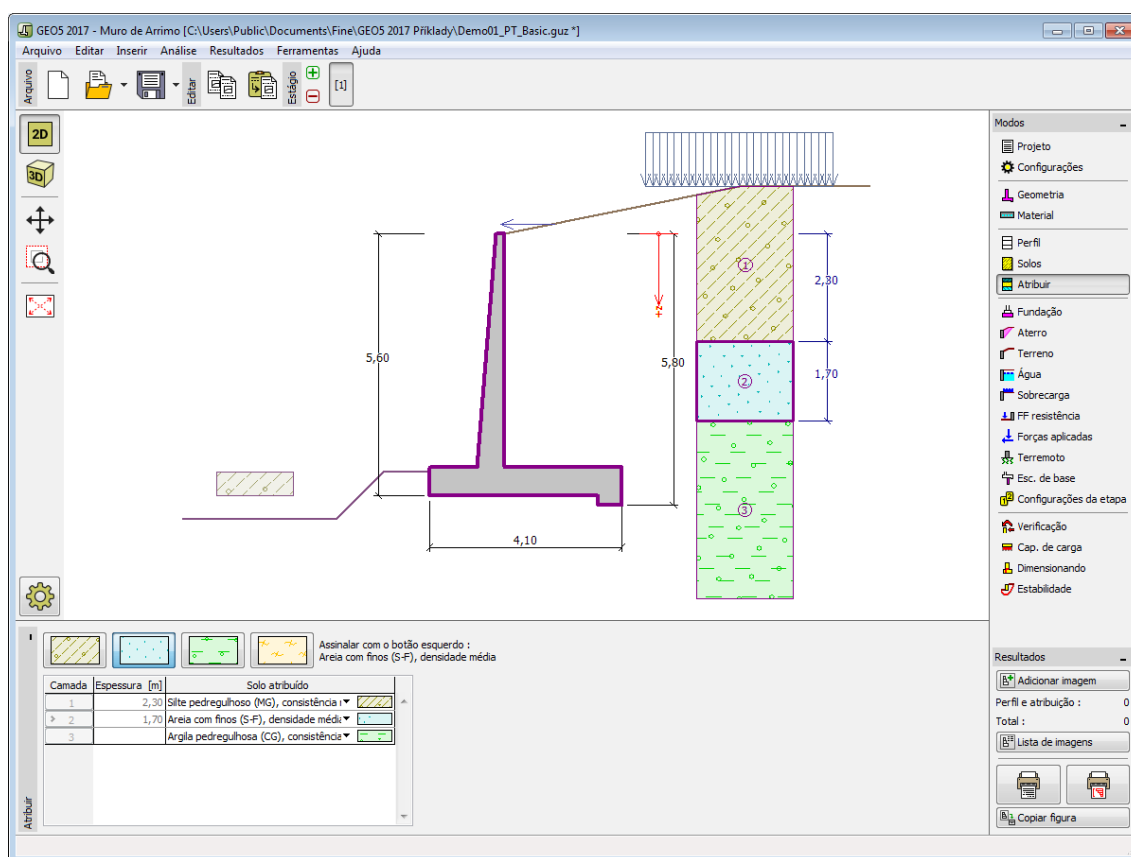 GEO5 2017 - Muro de Arrimo [C:\Users\Public\Documents\Fine\GEO5 2017 Příklady\Demo01_PT_Basic.guz *]
Arquivo Editar Inserir Análise Resultados Ferramentas Ajuda
Arquivo
Editar
Estágio
[1]
2D
3D
5,60
5,80
4,10
+z
2,30
1,70
1
2
3
Modos
Projeto
Configurações
Geometria
Material
Perfil
Solos
Atribuir
Fundação
Aterro
Terreno
Água
Sobrecarga
FF resistência
Forças aplicadas
Terremoto
Esc. de base
Configurações da etapa
Verificação
Cap. de carga
Dimensionando
Estabilidade
Atribuir
Assinalar com o botão esquerdo :
Areia com finos (S-F), densidade média
Camada Espessura [m] Solo atribuído
1 2,30 Silte pedregulhoso (MG), consistência
2 1,70 Areia com finos (S-F), densidade média
3 Argila pedregulhosa (CG), consistência
Resultados
Adicionar imagem
Perfil e atribuição : 0
Total : 0
Lista de imagens
Copiar figura